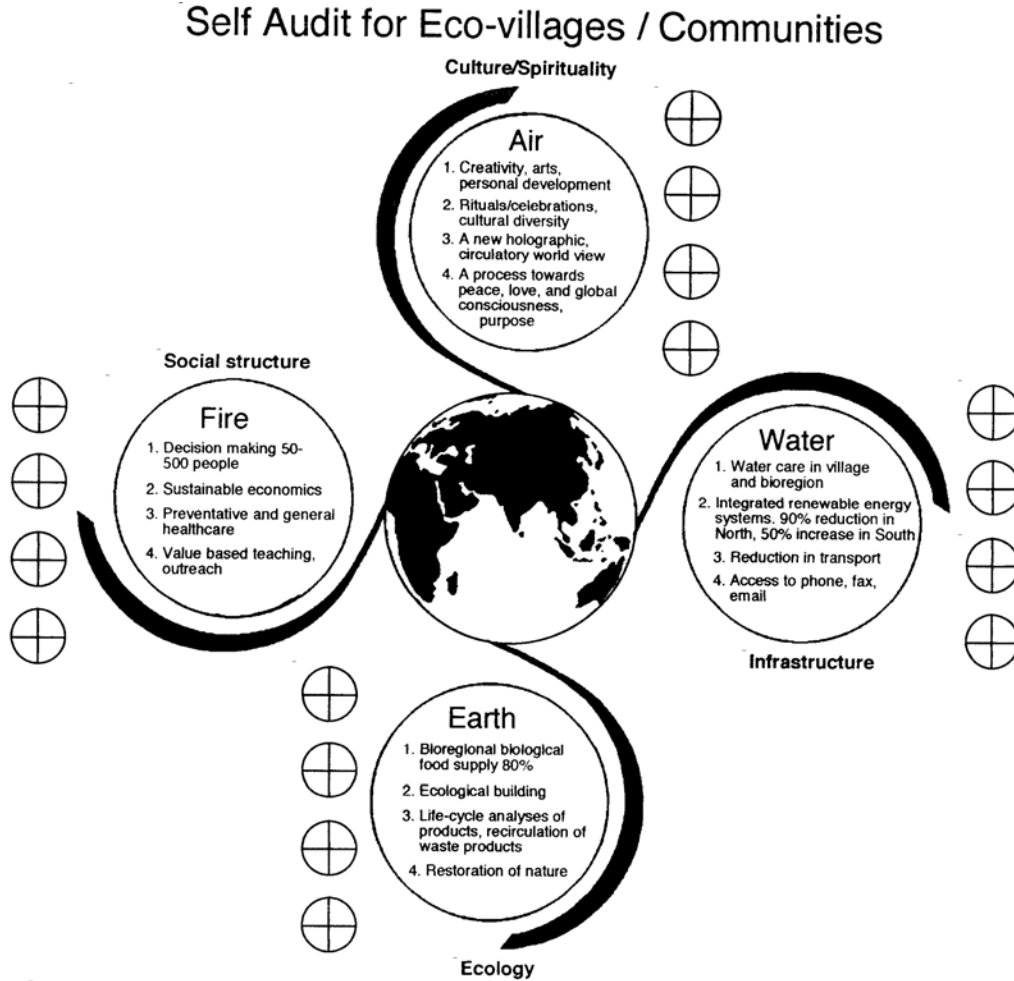 Self Audit for Eco-villages / Communities
Culture/Spirituality
Air
1. Creativity, arts,
personal development
2. Rituals/celebrations,
cultural diversity
3. A new holographic,
circulatory world view
4. A process towards
peace, love, and global
consciousness,
purpose
Social structure
Fire
1. Decision making 50-
500 people
2. Sustainable economics
3. Preventative and general
healthcare
4. Value based teaching,
outreach
Water
1. Water care in village
and bioregion
2. Integrated renewable energy
systems. 90% reduction in
North, 50% increase in South
3. Reduction in transport
4. Access to phone, fax,
email
Infrastructure
Earth
1. Bioregional biological
food supply 80%
2. Ecological building
3. Life-cycle analyses of
products, recirculation of
waste products
4. Restoration of nature
Ecology